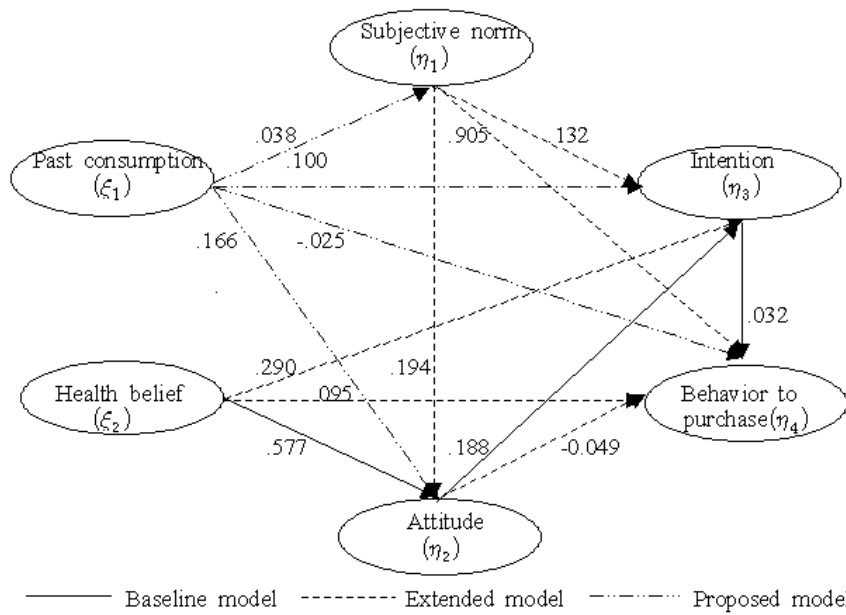 Subjective norm
(η₁)
.038
.905
.132
Past consumption
(ξ₁)
.100
Intention
(η₃)
.166
-.025
.032
.290
.194
Health belief
(ξ₂)
.095
Behavior to
purchase(η₄)
.577
.188
-0.049
Attitude
(η₂)
Baseline model
Extended model
Proposed model